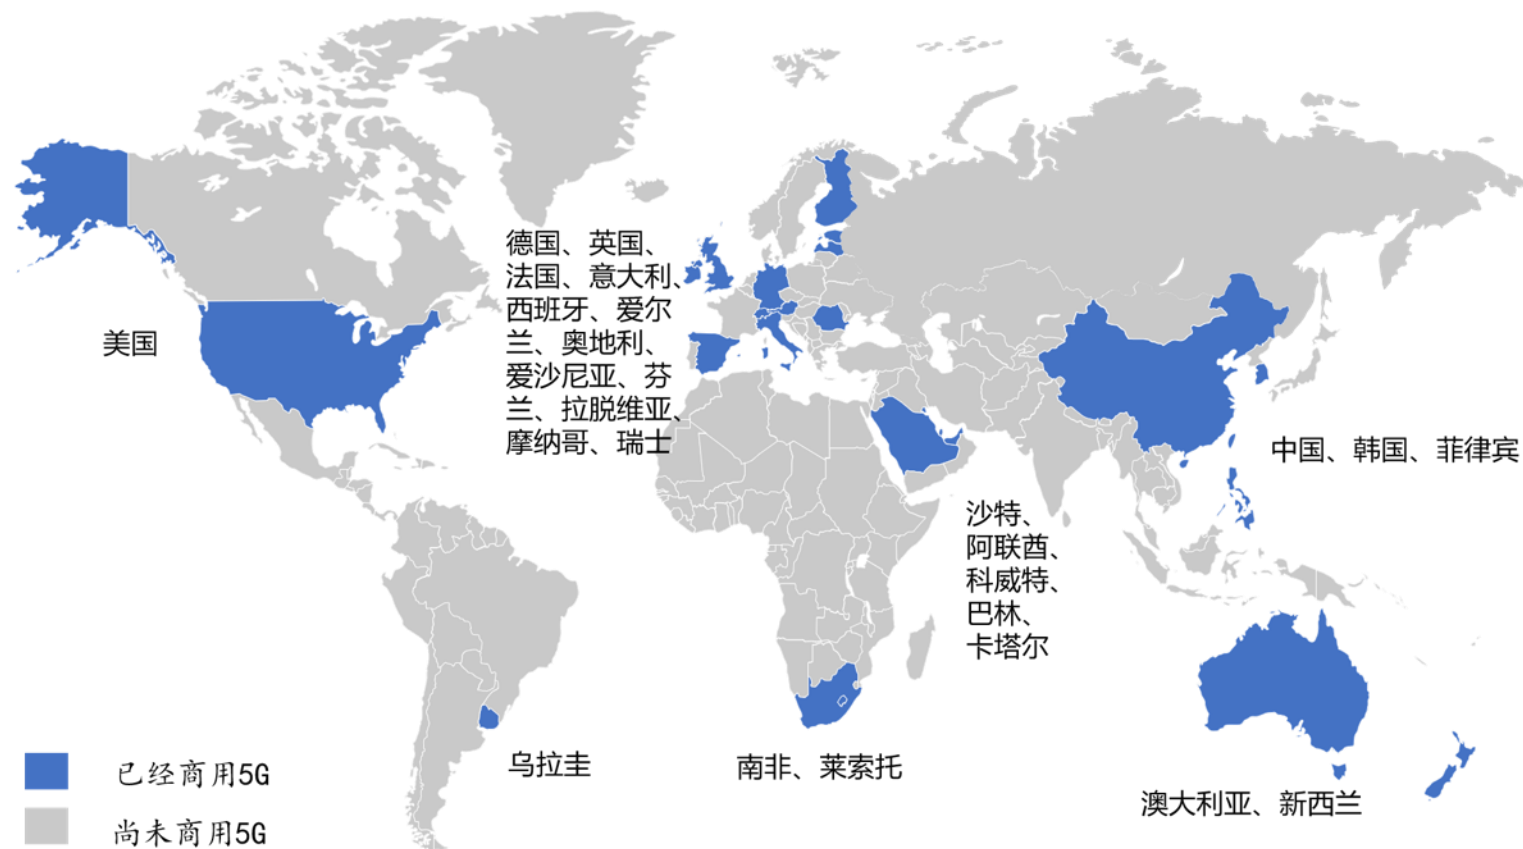 德国、英国、
法国、意大利、
西班牙、爱尔
兰、奥地利、
爱沙尼亚、芬
兰、拉脱维亚、
摩纳哥、瑞士
美国
中国、韩国、菲律宾
沙特、
阿联酋、
科威特、
巴林、
卡塔尔
乌拉圭
南非、莱索托
澳大利亚、新西兰
已经商用5G
尚未商用5G